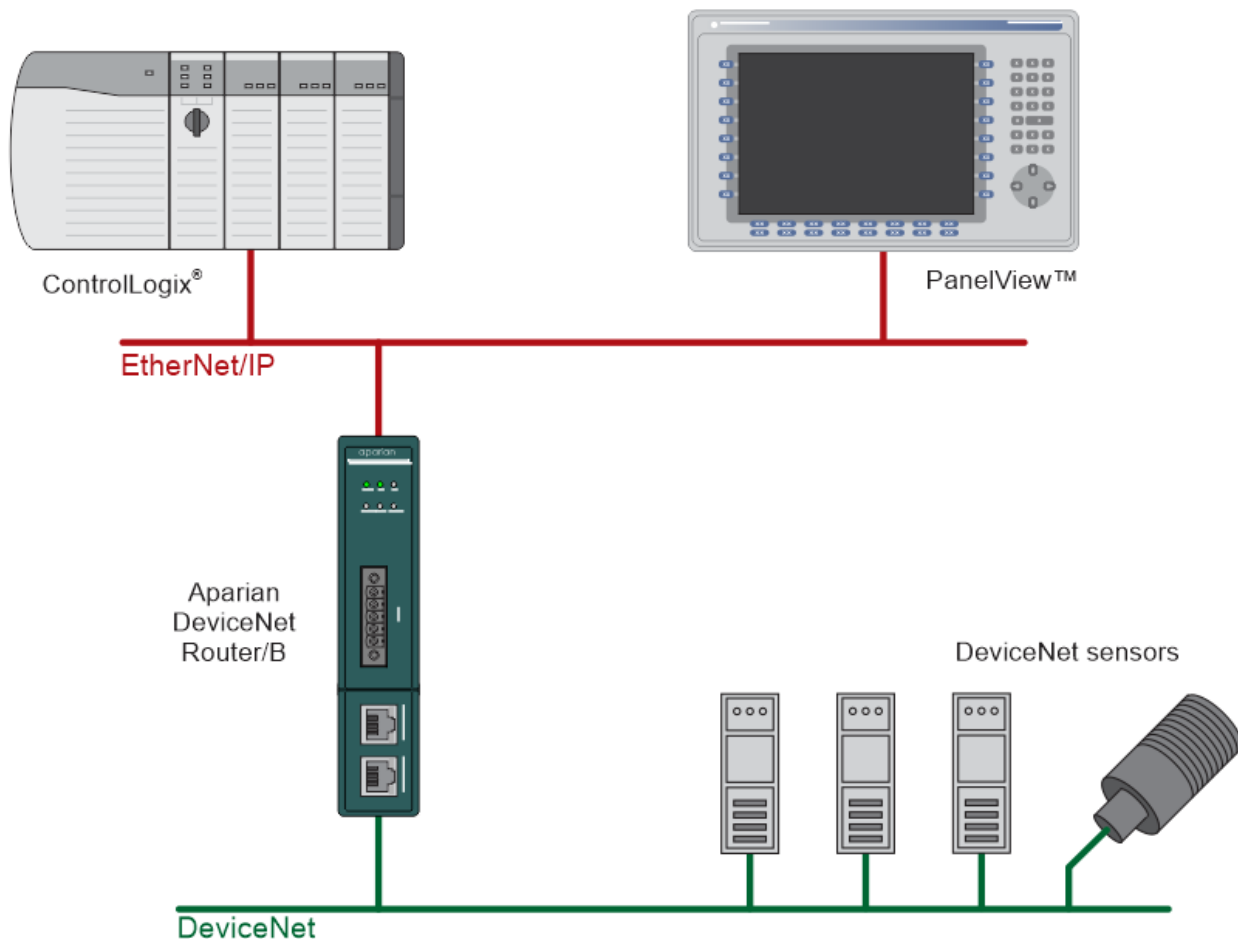 ControlLogix®
PanelView™
EtherNet/IP
aparian
Aparian
DeviceNet
Router/B
DeviceNet sensors
DeviceNet